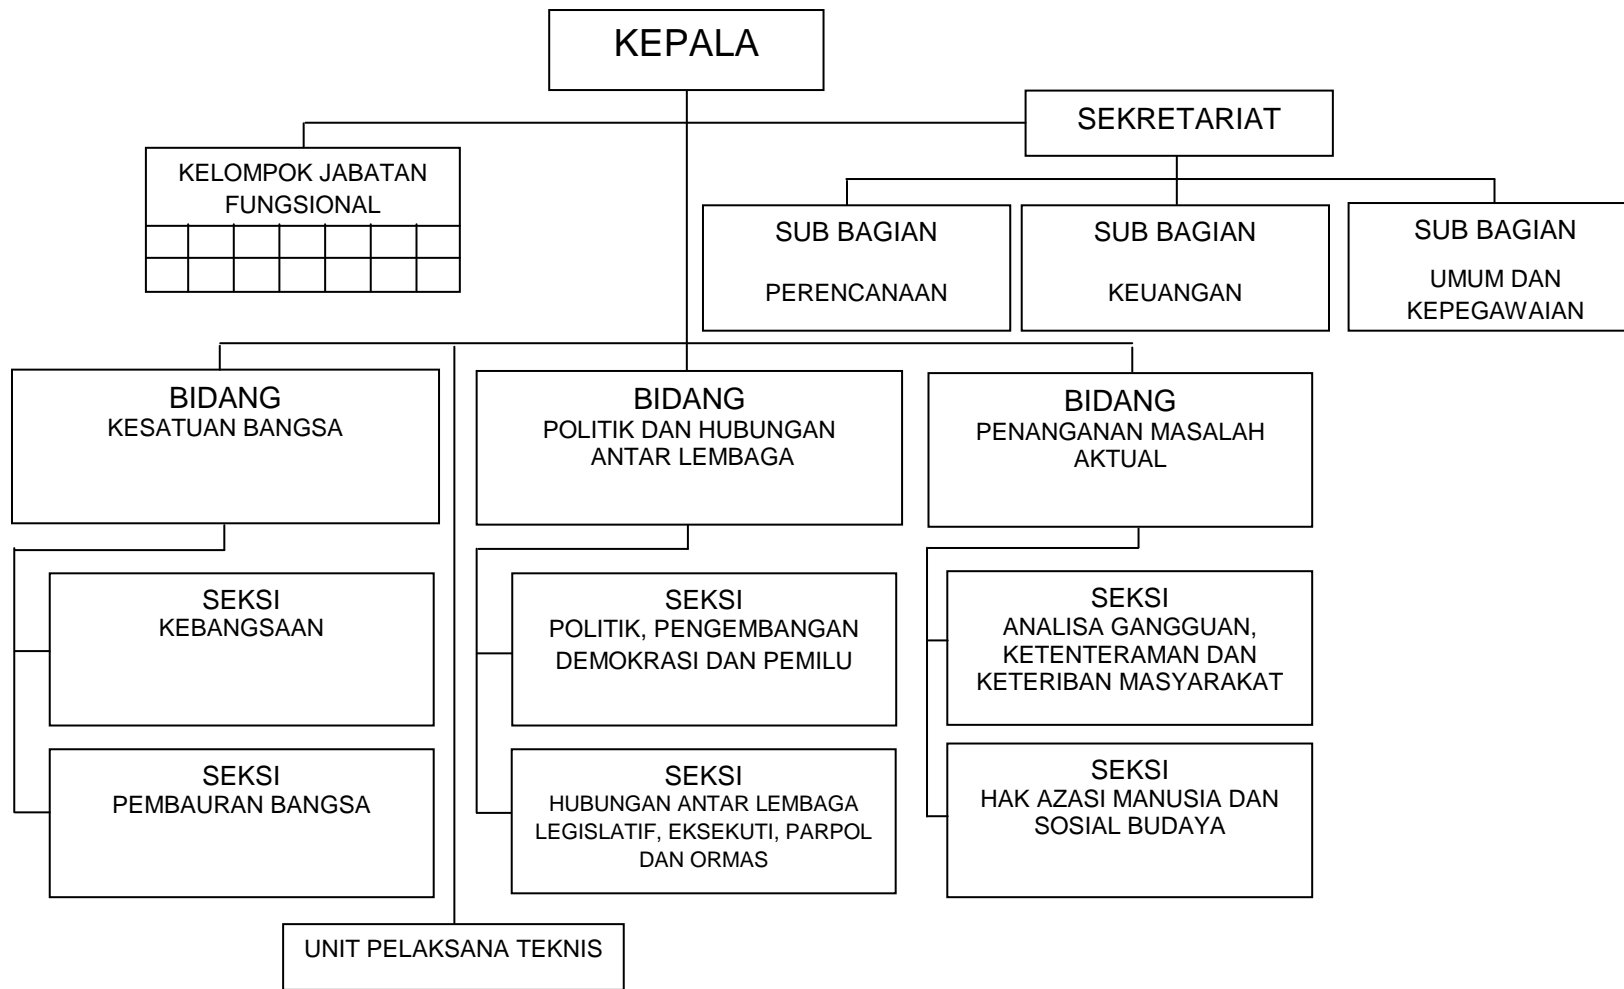 KEPALA
SEKRETARIAT
KELOMPOK JABATAN
FUNGSIONAL
SUB BAGIAN
PERENCANAAN
SUB BAGIAN
KEUANGAN
SUB BAGIAN
UMUM DAN
KEPEGAWAIAN
BIDANG
KESATUAN BANGSA
BIDANG
POLITIK DAN HUBUNGAN
ANTAR LEMBAGA
BIDANG
PENANGANAN MASALAH
AKTUAL
SEKSI
KEBANGSAAN
SEKSI
POLITIK, PENGEMBANGAN
DEMOKRASI DAN PEMILU
SEKSI
ANALISA GANGGUAN,
KETENTERAMAN DAN
KETERIBAN MASYARAKAT
SEKSI
PEMBAURAN BANGSA
SEKSI
HUBUNGAN ANTAR LEMBAGA
LEGISLATIF, EKSEKUTI, PARPOL
DAN ORMAS
SEKSI
HAK AZASI MANUSIA DAN
SOSIAL BUDAYA
UNIT PELAKSANA TEKNIS